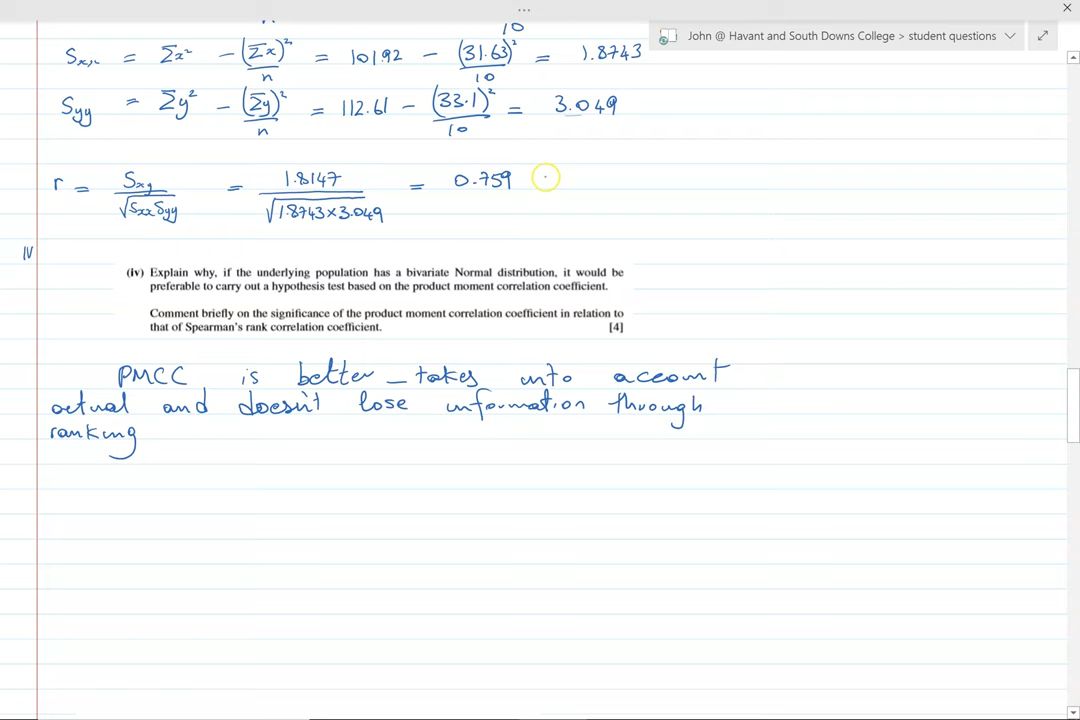 John @ Havant and South Downs College > student questions
10
Sxx = Σx² - (Σx)²/n = 101.92 - (31.63)²/10 = 1.8743
Syy = Σy² - (Σy)²/n = 112.61 - (33.1)²/10 = 3.049
r = Sxy/√SxxSyy = 1.8147/√1.8743×3.049 = 0.759
IV
(iv) Explain why, if the underlying population has a bivariate Normal distribution, it would be
preferable to carry out a hypothesis test based on the product moment correlation coefficient.
Comment briefly on the significance of the product moment correlation coefficient in relation to
that of Spearman's rank correlation coefficient. [4]
PMCC is better - takes into account
actual and doesn't lose information through
ranking